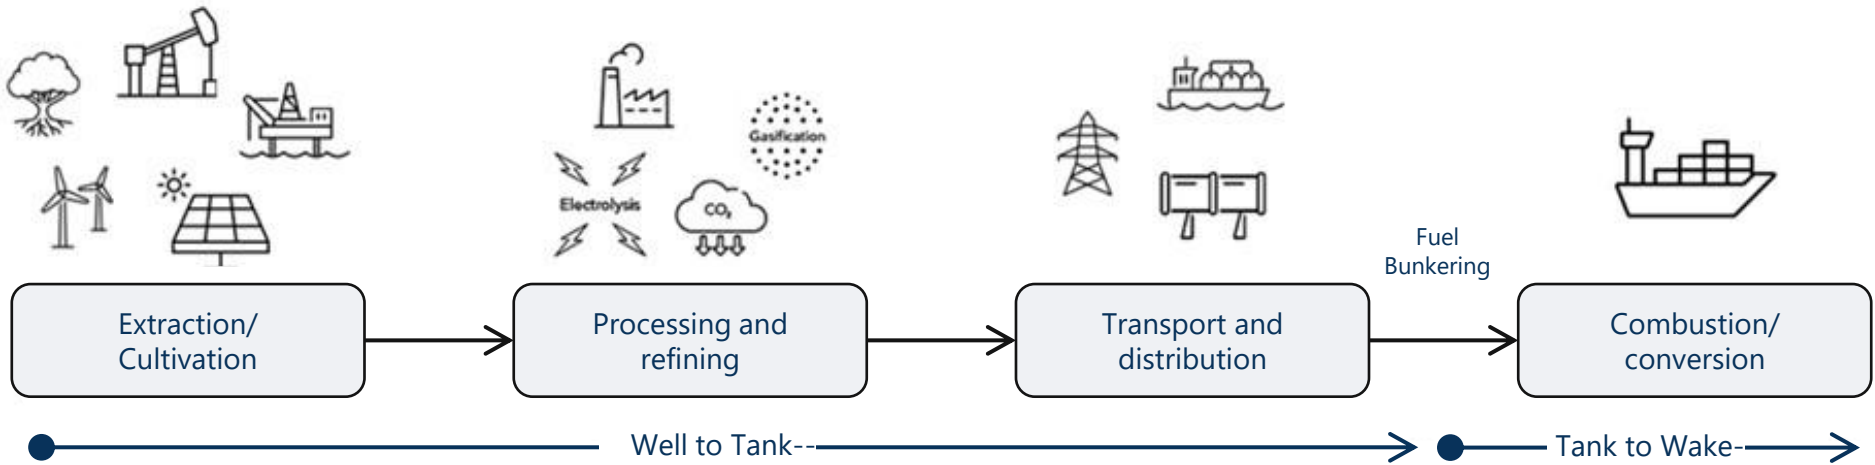 Gasification
Electrolysis
CO₂
Fuel
Bunkering
Extraction/
Cultivation
Processing and
refining
Transport and
distribution
Combustion/
conversion
Well to Tank--
Tank to Wake-